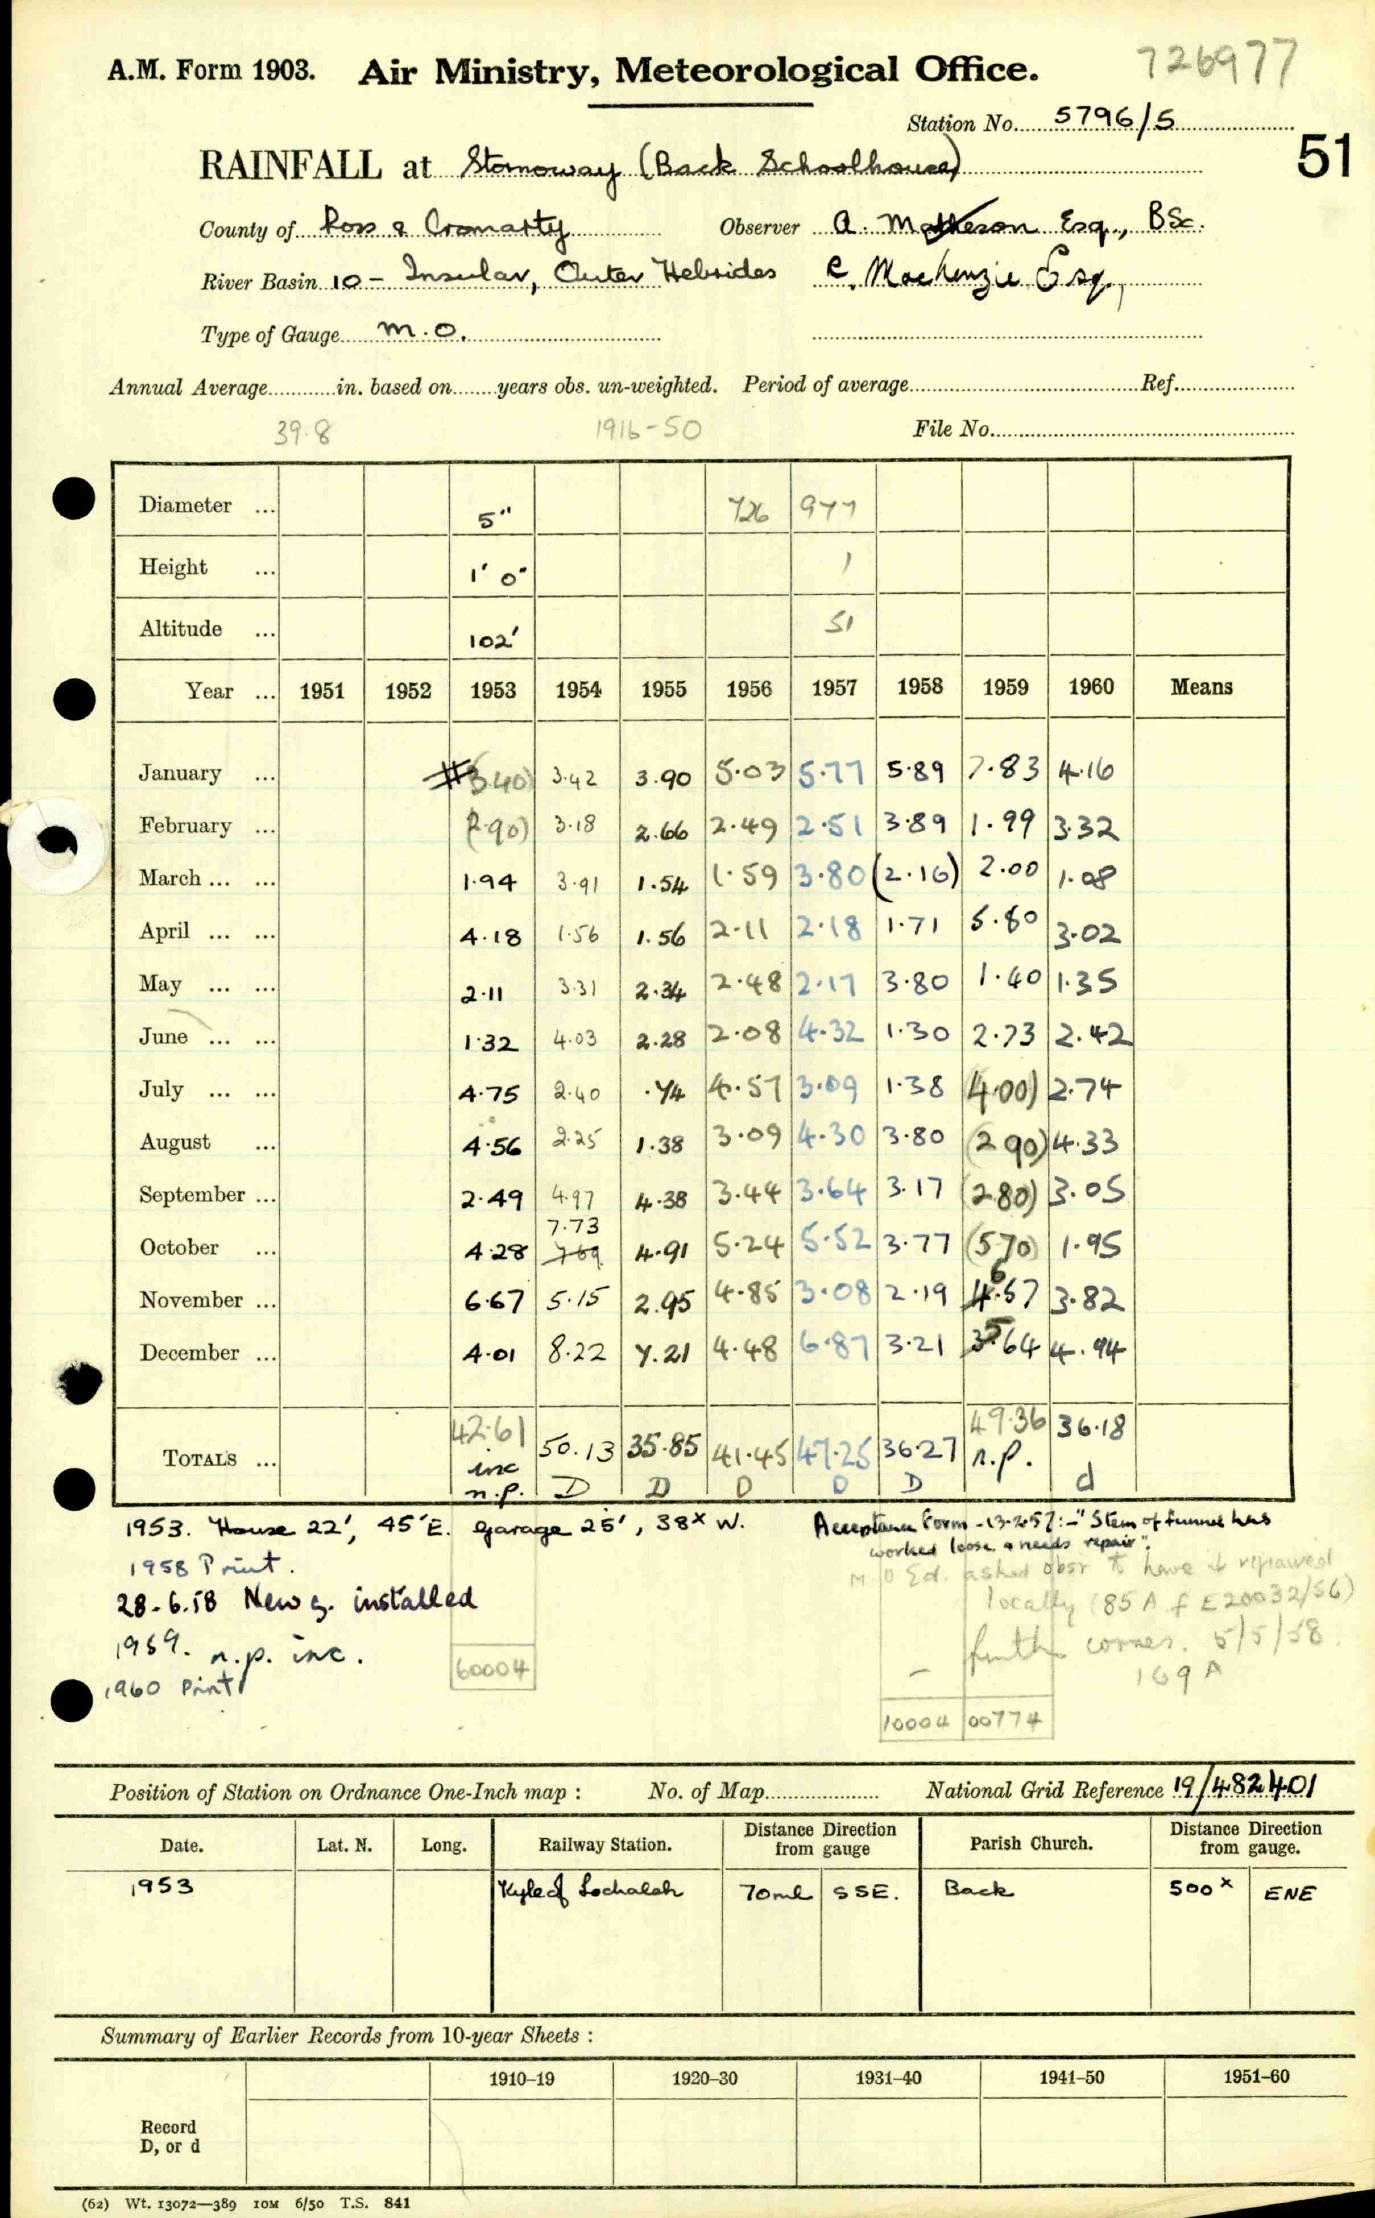 A.M. Form 1903. Air Ministry, Meteorological Office. 726977
Station No. 5796/5
51
RAINFALL at Stornoway (Back Schoolhouse)
County of Ross & Cromarty Observer A. Matheson Esq., BSc.
River Basin 10 - Insular, Outer Hebrides C. MacKenzie Esq.,
Type of Gauge M.O.
Annual Average in. based on years obs. un-weighted. Period of average Ref.
39.8 1916-50 File No.
Diameter ... 5" 726 977
Height ... 1' 0" 1
Altitude ... 102' 51
Year ... 1951 1952 1953 1954 1955 1956 1957 1958 1959 1960 Means
January ... # (3.40) 3.42 3.90 5.03 5.77 5.89 7.83 4.16
February ... (2.90) 3.18 2.66 2.49 2.51 3.89 1.99 3.32
March ... ... 1.94 3.91 1.54 1.59 3.80 (2.16) 2.00 1.08
April ... ... 4.18 1.56 1.56 2.11 2.18 1.71 5.80 3.02
May ... ... 2.11 3.31 2.34 2.48 2.17 3.80 1.40 1.35
June ... ... 1.32 4.03 2.28 2.08 4.32 1.30 2.73 2.42
July ... ... 4.75 2.40 .74 4.57 3.09 1.38 (4.00) 2.74
August ... 4.56 2.25 1.38 3.09 4.30 3.80 (2.90) 4.33
September ... 2.49 4.97 4.38 3.44 3.64 3.17 (2.80) 3.05
7.73
October ... 4.28 7.69 4.91 5.24 5.52 3.77 (5.70) 1.95
6
November ... 6.67 5.15 2.95 4.85 3.08 2.19 4.57 3.82
5
December ... 4.01 8.22 7.21 4.48 6.87 3.21 3.64 4.94
TOTALS ... 42.61 50.13 35.85 41.45 47.25 36.27 49.36 36.18
inc n.p.
n.p. D D D D D d
1953. House 22', 45' E. Garage 25', 38x W. Acceptance Form -13.2.57:- "Stem of funnel has
worked loose & needs repair".
1958 Print. M.O Ed. asked obsr to have it repaired
28.6.58 New g. installed locally (85 A f E20032/56)
1959. n.p. inc. furth corres. 5/5/58.
60004 169 A
1960 Print
10004 00774
Position of Station on Ordnance One-Inch map : No. of Map National Grid Reference 19/482401
Date. Lat. N. Long. Railway Station. Distance Direction from gauge Parish Church. Distance Direction from gauge.
1953 Kyle of Lochalsh 70ml SSE. Back 500x ENE
Summary of Earlier Records from 10-year Sheets :
1910–19 1920–30 1931–40 1941–50 1951–60
Record
D, or d
(62) Wt. 13072—389 10M 6/50 T.S. 841